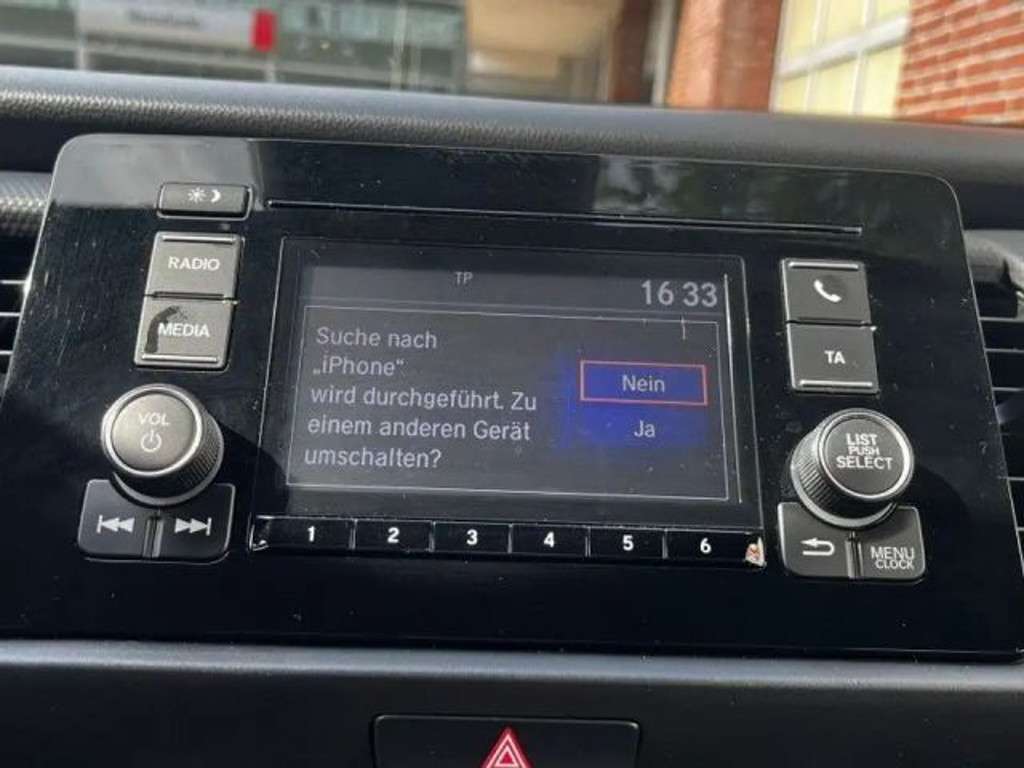 RADIO
MEDIA
VOL
TP
16 33
Suche nach
„iPhone“
wird durchgeführt. Zu
einem anderen Gerät
umschalten?
Nein
Ja
1 2 3 4 5 6
TA
LIST
PUSH
SELECT
MENU
CLOCK